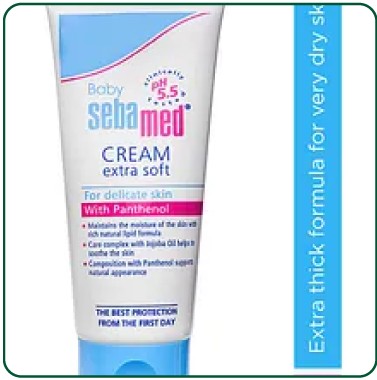 Baby
clinically
pH
5.5
tested
sebamed
CREAM
extra soft
For delicate skin
With Panthenol
• Maintains the moisture of the skin with
rich natural lipid formula
• Care complex with Jojoba Oil helps to
soothe the skin
• Composition with Panthenol supports
natural appearance
THE BEST PROTECTION
FROM THE FIRST DAY
Extra thick formula for very dry sk